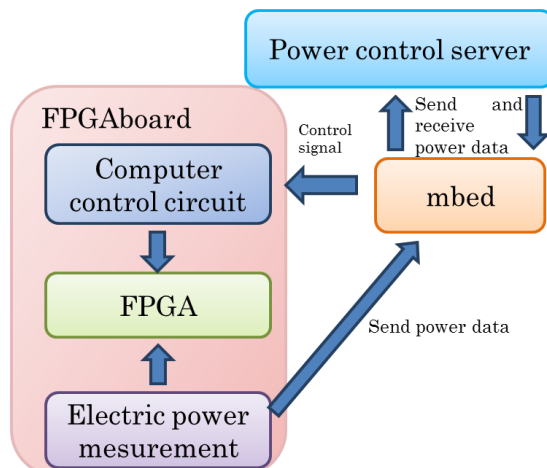 Power control server
FPGAboard
Send and
receive
power data
Control
signal
Computer
control circuit
mbed
FPGA
Send power data
Electric power
mesurement